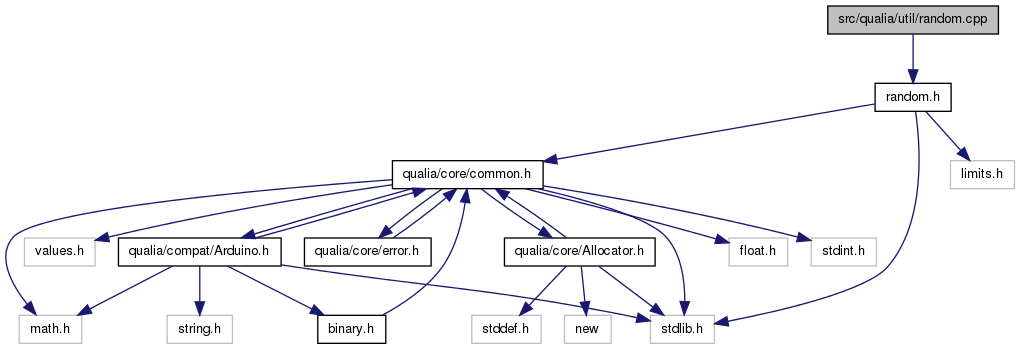 src/qualia/util/random.cpp
random.h
qualia/core/common.h
limits.h
values.h
qualia/compat/Arduino.h
qualia/core/error.h
qualia/core/Allocator.h
float.h
stdint.h
math.h
string.h
binary.h
stddef.h
new
stdlib.h